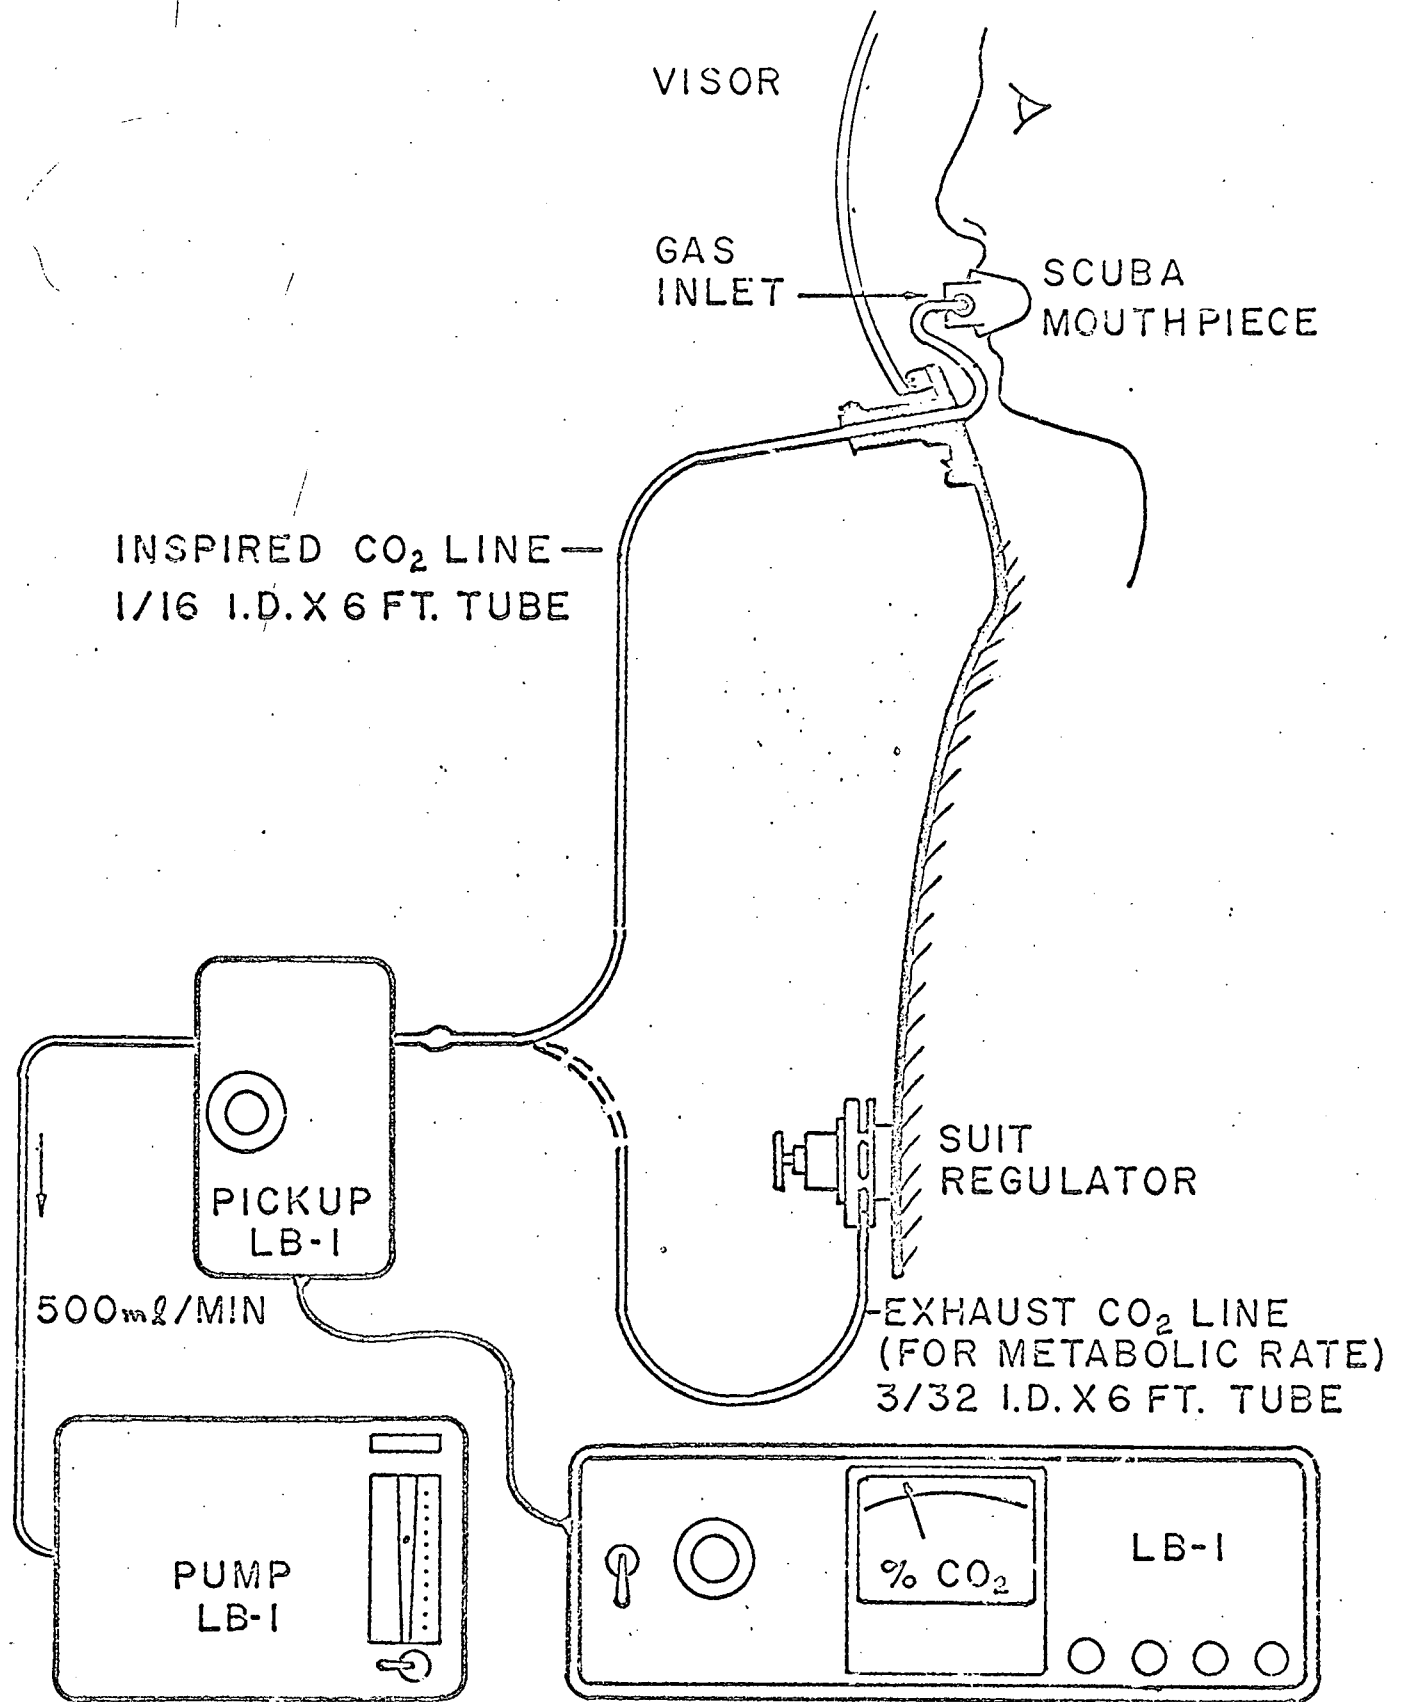 VISOR
GAS
INLET
SCUBA
MOUTHPIECE
INSPIRED CO₂ LINE
1/16 I.D. X 6 FT. TUBE
PICKUP
LB-1
SUIT
REGULATOR
500ml/MIN
EXHAUST CO₂ LINE
(FOR METABOLIC RATE)
3/32 I.D. X 6 FT. TUBE
PUMP
LB-1
% CO₂
LB-1